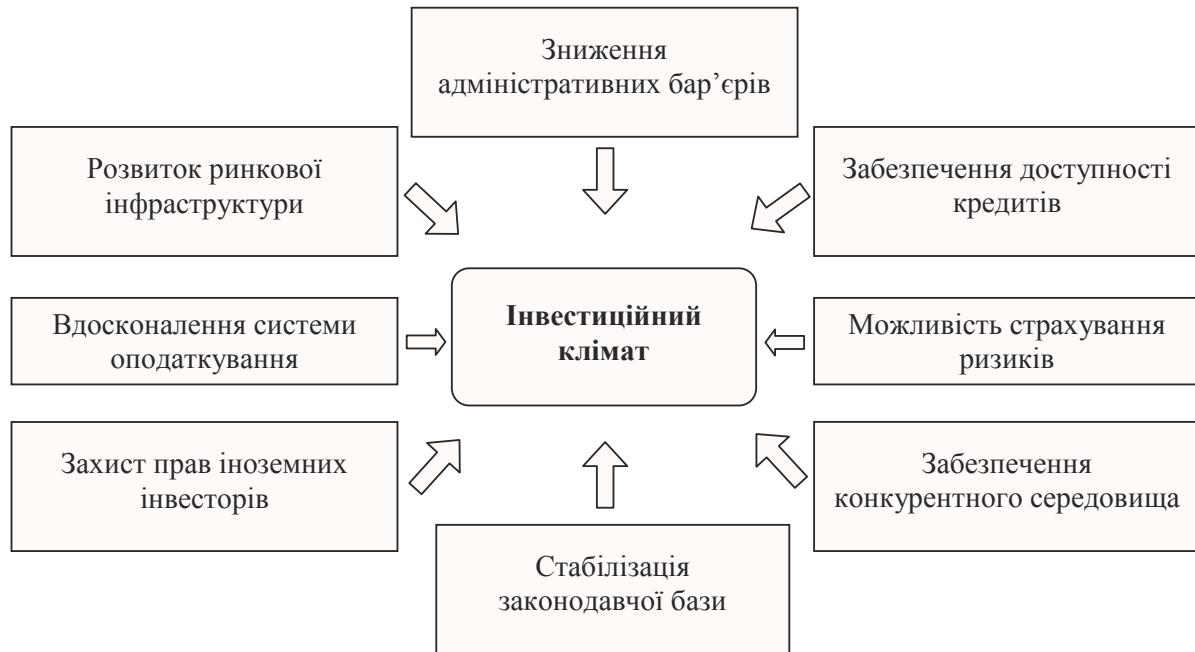 Зниження
адміністративних бар’єрів
Розвиток ринкової
інфраструктури
Забезпечення доступності
кредитів
Вдосконалення системи
оподаткування
Інвестиційний
клімат
Можливість страхування
ризиків
Захист прав іноземних
інвесторів
Забезпечення
конкурентного середовища
Стабілізація
законодавчої бази